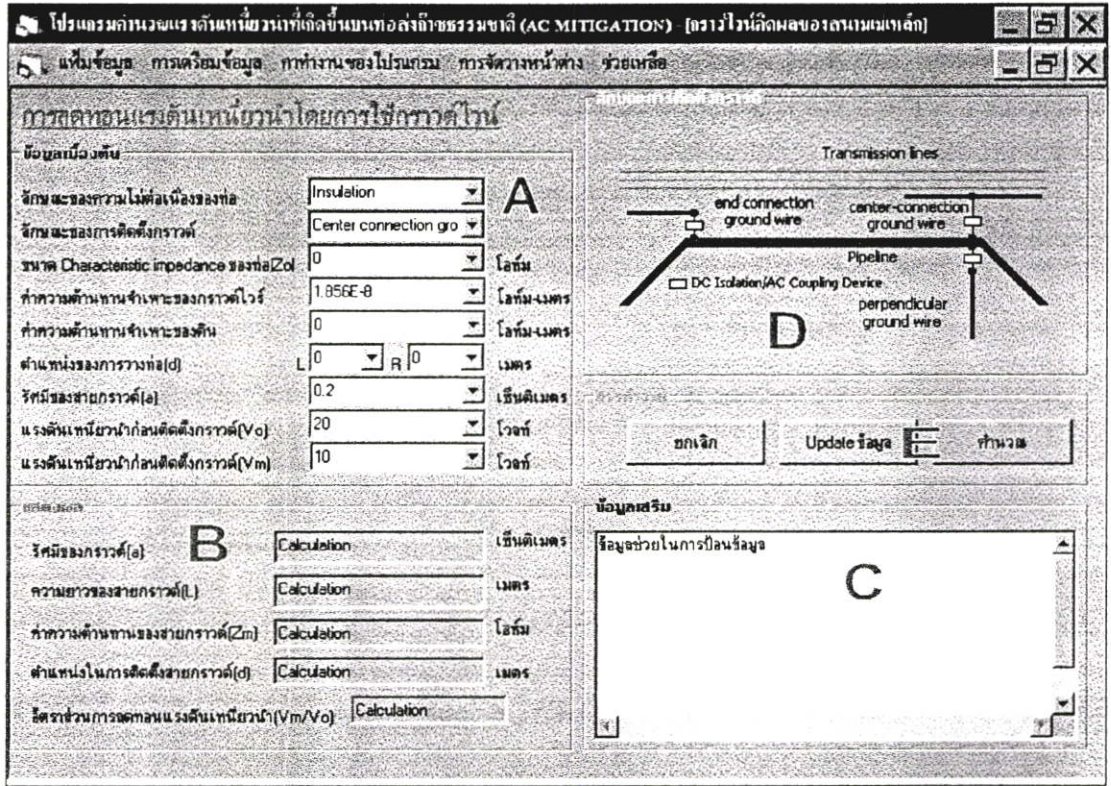 โปรแกรมคำนวณแรงดันเหนี่ยวนำที่เกิดขึ้นบนท่อส่งก๊าซธรรมชาติ (AC MITIGATION) - [กราวไวน์คิดผลของสนามแม่เหล็ก]
แฟ้มข้อมูล การเตรียมข้อมูล กาทำงานของโปรแกรม การจัดวางหน้าต่าง ช่วยเหลือ
การลดทอนแรงดันเหนี่ยวนำโดยการใช้กราวด์ไวน์
ข้อมูลเบื้องต้น
A
ลักษณะของความไม่ต่อเนื่องของท่อ Insulation
ลักษณะของการติดตั้งกราวด์ Center connection gro
ขนาด Characteristic impedance ของท่อ(Zo) 0 โอห์ม
ค่าความต้านทานจำเพาะของกราวด์ไวร์ 1.856E-8 โอห์ม-เมตร
ค่าความต้านทานจำเพาะของดิน 0 โอห์ม-เมตร
ตำแหน่งของการวางท่อ(d) L 0 R 0 เมตร
รัศมีของสายกราวด์(a) 0.2 เซ็นติเมตร
แรงดันเหนี่ยวนำก่อนติดตั้งกราวด์(Vo) 20 โวลท์
แรงดันเหนี่ยวนำก่อนติดตั้งกราวด์(Vm) 10 โวลท์
Transmission lines
end connection ground wire
center-connection ground wire
Pipeline
DC Isolation/AC Coupling Device
perpendicular ground wire
D
ยกเลิก Update ข้อมูล คำนวณ
B
รัศมีของกราวด์(a) Calculation เซ็นติเมตร
ความยาวของสายกราวด์(L) Calculation เมตร
ค่าความต้านทานของสายกราวด์(Zm) Calculation โอห์ม
ตำแหน่งในการติดตั้งสายกราวด์(d) Calculation เมตร
อัตราส่วนการลดทอนแรงดันเหนี่ยวนำ(Vm/Vo) Calculation
ข้อมูลเสริม
ข้อมูลช่วยในการป้อนข้อมูล
C